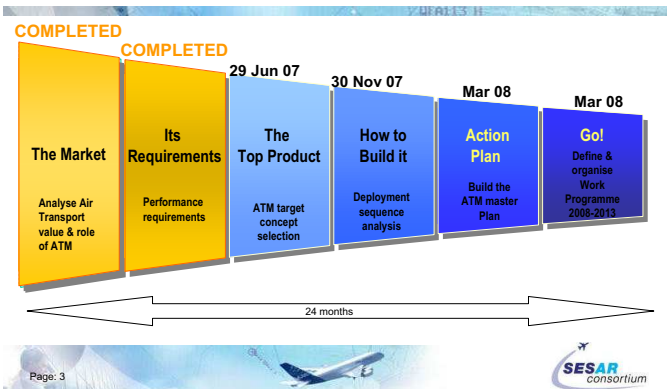 COMPLETED
COMPLETED
29 Jun 07
30 Nov 07
Mar 08
Mar 08
The Market
Analyse Air
Transport
value & role
of ATM
Its
Requirements
Performance
requirements
The
Top Product
ATM target
concept
selection
How to
Build it
Deployment
sequence
analysis
Action
Plan
Build the
ATM master
Plan
Go!
Define &
organise
Work
Programme
2008-2013
24 months
Page: 3
SESAR
consortium